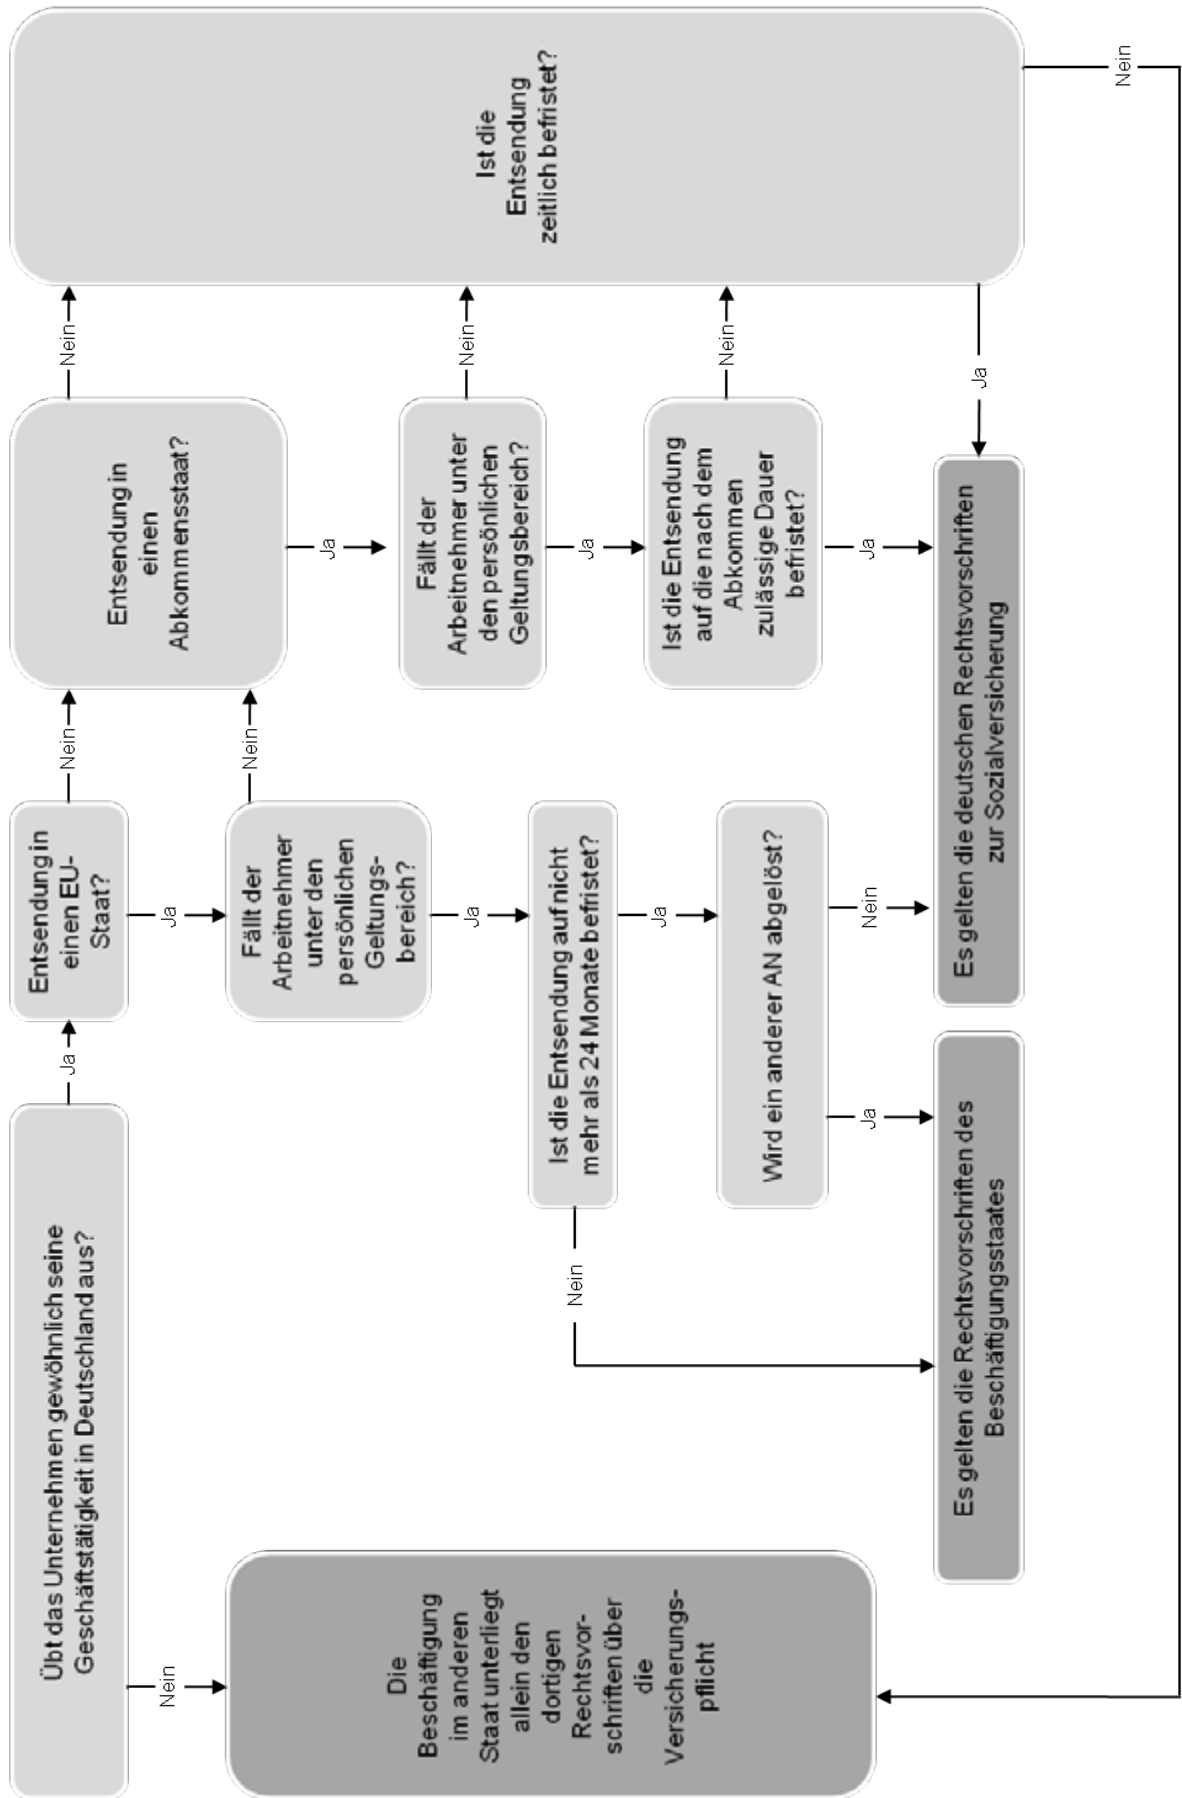 Übt das Unternehmen gewöhnlich seine
Geschäftstätigkeit in Deutschland aus?
Ja
Nein
Entsendung in
einen EU-
Staat?
Nein
Ja
Entsendung in
einen
Abkommensstaat?
Nein
Ja
Ist die
Entsendung
zeitlich befristet?
Nein
Ja
Die
Beschäftigung
im anderen
Staat unterliegt
allein den
dortigen
Rechtsvor-
schriften über
die
Versicherungs-
pflicht
Fällt der
Arbeitnehmer
unter den
persönlichen
Geltungs-
bereich?
Nein
Ja
Fällt der
Arbeitnehmer unter
den persönlichen
Geltungsbereich?
Nein
Ja
Ist die Entsendung auf nicht
mehr als 24 Monate befristet?
Nein
Ja
Ist die Entsendung
auf die nach dem
Abkommen
zulässige Dauer
befristet?
Nein
Ja
Wird ein anderer AN abgelöst?
Ja
Nein
Es gelten die Rechtsvorschriften des
Beschäftigungsstaates
Es gelten die deutschen Rechtsvorschriften
zur Sozialversicherung